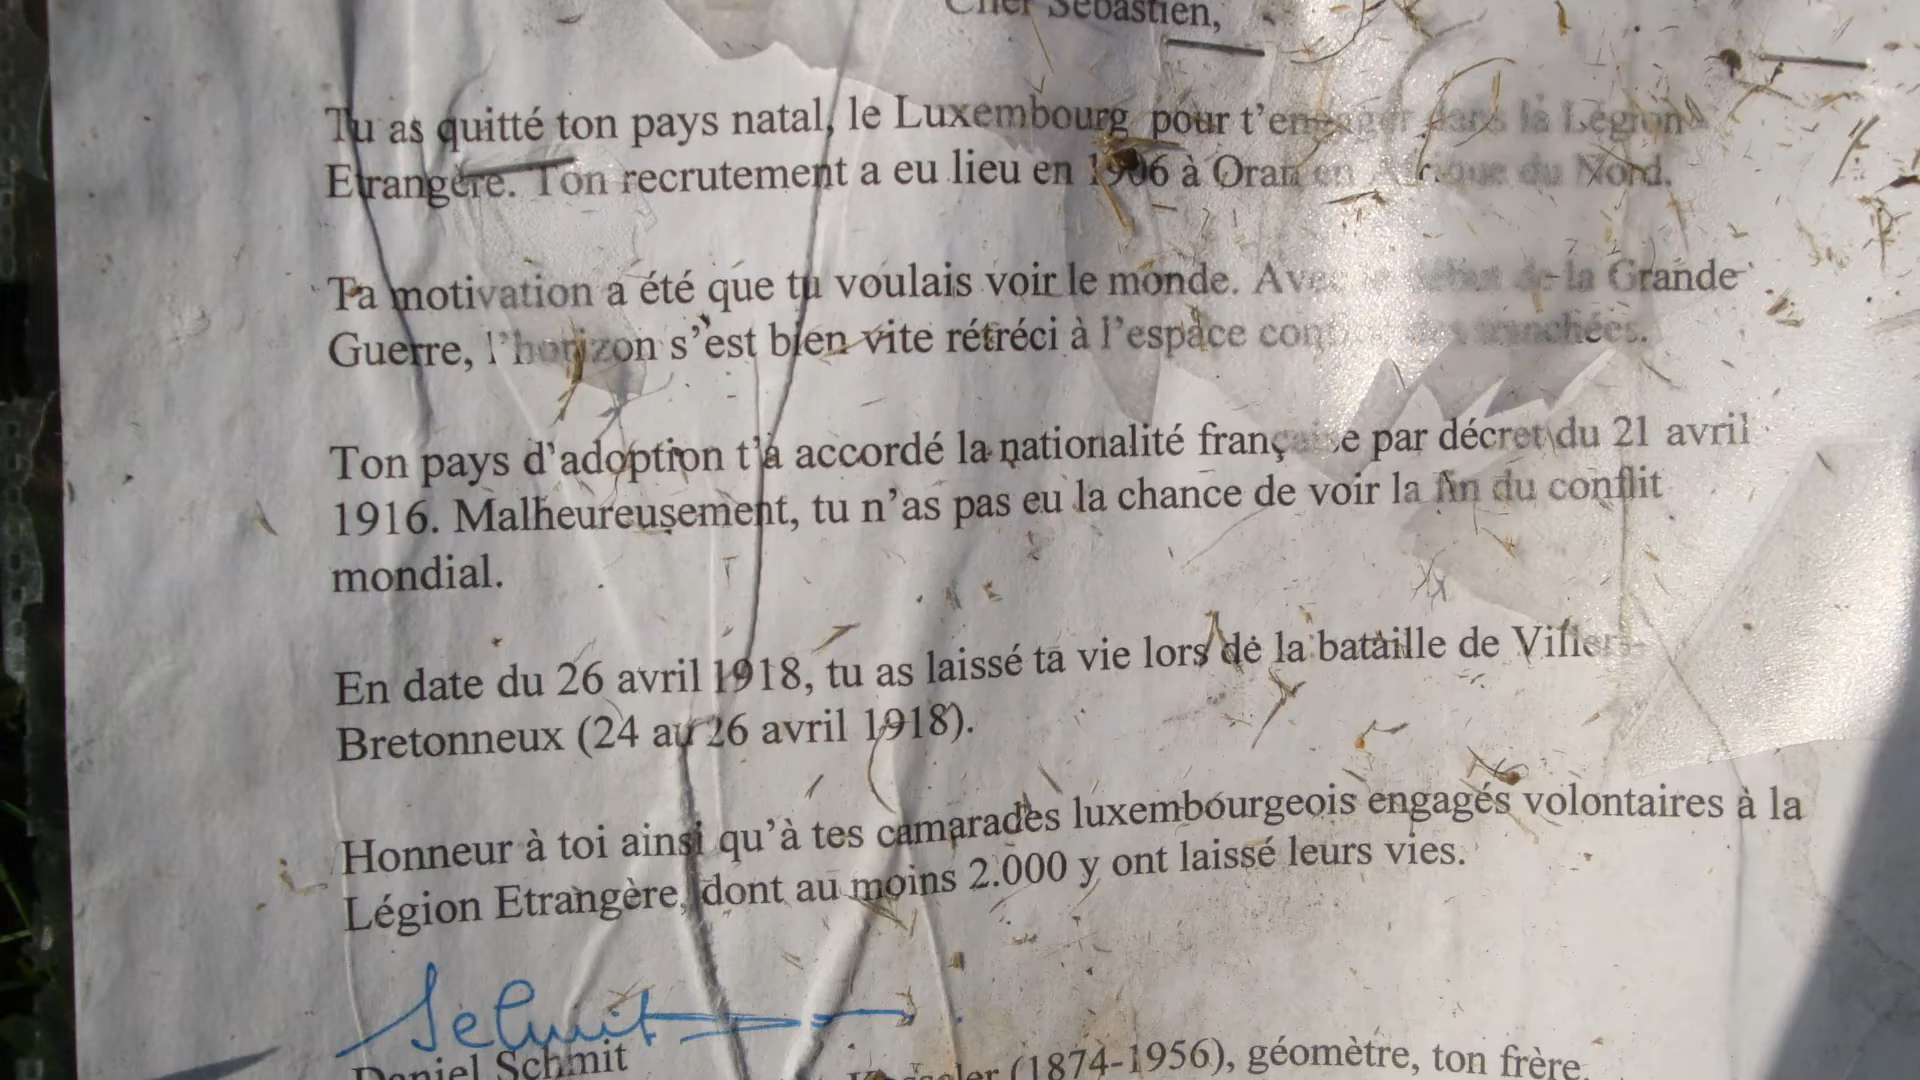 Cher Sébastien,
Tu as quitté ton pays natal, le Luxembourg pour t'engager dans la Légion
Etrangère. Ton recrutement a eu lieu en 1906 à Oran en Afrique du Nord.
Ta motivation a été que tu voulais voir le monde. Avec le début de la Grande
Guerre, l'horizon s'est bien vite rétréci à l'espace confiné des tranchées.
Ton pays d'adoption t'a accordé la nationalité française par décret du 21 avril
1916. Malheureusement, tu n'as pas eu la chance de voir la fin du conflit
mondial.
En date du 26 avril 1918, tu as laissé ta vie lors de la bataille de Villers-
Bretonneux (24 au 26 avril 1918).
Honneur à toi ainsi qu'à tes camarades luxembourgeois engagés volontaires à la
Légion Etrangère, dont au moins 2.000 y ont laissé leurs vies.
Schmit
Daniel Schmit
(1874-1956), géomètre, ton frère.